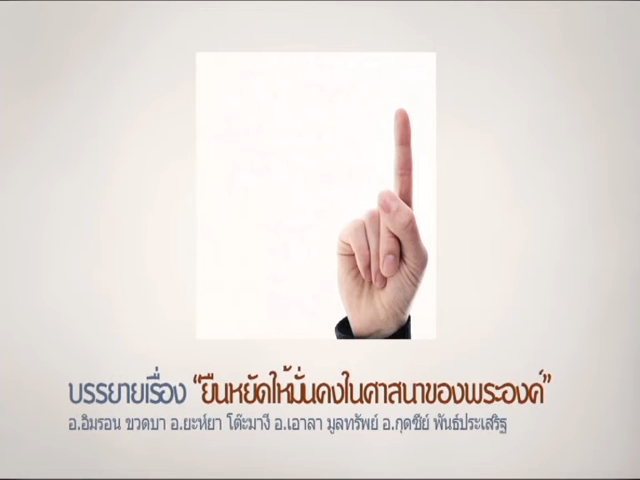 บรรยายเรื่อง “ยืนหยัดให้มั่นคงในศาสนาของพระองค์”
อ.อิมรอน ขวดบา อ.ยะห์ยา โต๊ะมางี อ.เอาลา มูลทรัพย์ อ.กุดซีย์ พันธ์ประเสริฐ